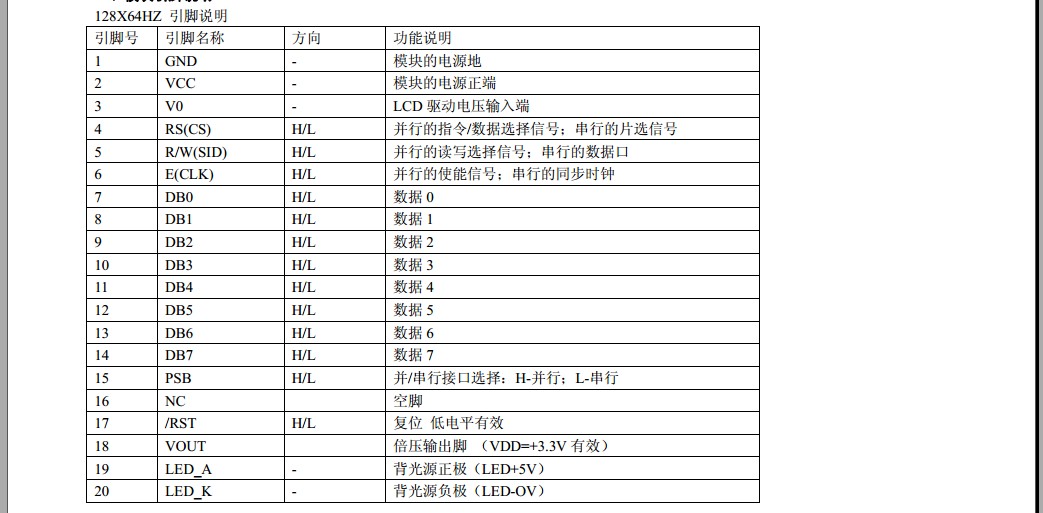 128X64HZ 引脚说明
引脚号 引脚名称 方向 功能说明
1 GND - 模块的电源地
2 VCC - 模块的电源正端
3 V0 - LCD 驱动电压输入端
4 RS(CS) H/L 并行的指令/数据选择信号；串行的片选信号
5 R/W(SID) H/L 并行的读写选择信号；串行的数据口
6 E(CLK) H/L 并行的使能信号；串行的同步时钟
7 DB0 H/L 数据 0
8 DB1 H/L 数据 1
9 DB2 H/L 数据 2
10 DB3 H/L 数据 3
11 DB4 H/L 数据 4
12 DB5 H/L 数据 5
13 DB6 H/L 数据 6
14 DB7 H/L 数据 7
15 PSB H/L 并/串行接口选择：H-并行；L-串行
16 NC 空脚
17 /RST H/L 复位 低电平有效
18 VOUT 倍压输出脚 （VDD=+3.3V 有效）
19 LED_A - 背光源正极（LED+5V）
20 LED_K - 背光源负极（LED-OV）